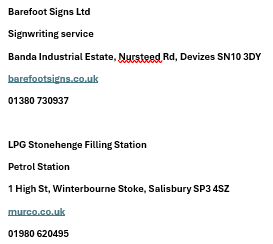 Barefoot Signs Ltd
Signwriting service
Banda Industrial Estate, Nursteed Rd, Devizes SN10 3DY
barefootsigns.co.uk
01380 730937
LPG Stonehenge Filling Station
Petrol Station
1 High St, Winterbourne Stoke, Salisbury SP3 4SZ
murco.co.uk
01980 620495